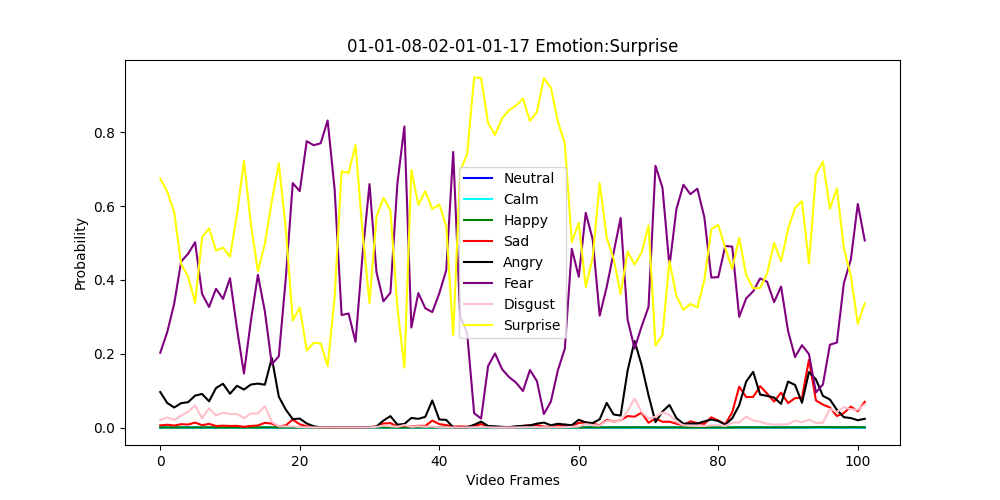 01-01-08-02-01-01-17 Emotion:Surprise
Probability
0.8
0.6
0.4
0.2
0.0
Neutral
Calm
Happy
Sad
Angry
Fear
Disgust
Surprise
0 20 40 60 80 100
Video Frames